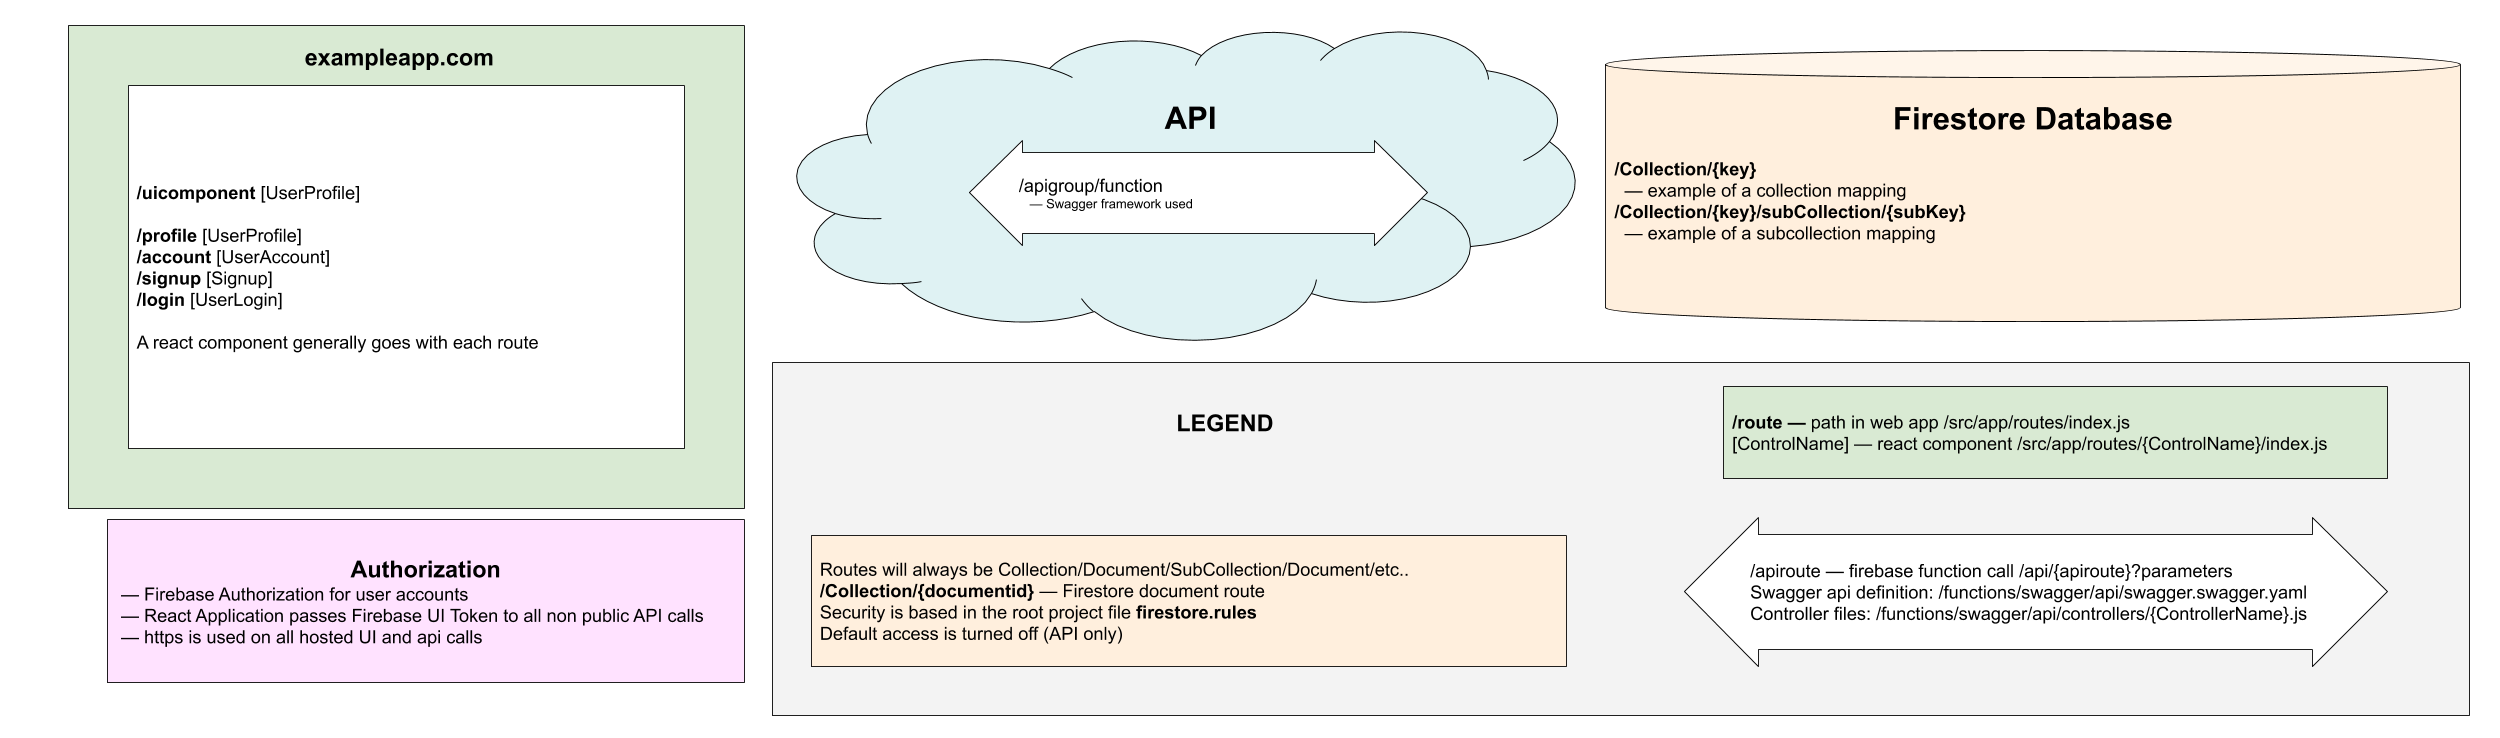 exampleapp.com
/uicomponent [UserProfile]
/profile [UserProfile]
/account [UserAccount]
/signup [Signup]
/login [UserLogin]
A react component generally goes with each route
API
/apigroup/function
— Swagger framework used
Firestore Database
/Collection/{key}
— example of a collection mapping
/Collection/{key}/subCollection/{subKey}
— example of a subcollection mapping
Authorization
— Firebase Authorization for user accounts
— React Application passes Firebase UI Token to all non public API calls
— https is used on all hosted UI and api calls
LEGEND
/route — path in web app /src/app/routes/index.js
[ControlName] — react component /src/app/routes/{ControlName}/index.js
Routes will always be Collection/Document/SubCollection/Document/etc..
/Collection/{documentid} — Firestore document route
Security is based in the root project file firestore.rules
Default access is turned off (API only)
/apiroute — firebase function call /api/{apiroute}?parameters
Swagger api definition: /functions/swagger/api/swagger.swagger.yaml
Controller files: /functions/swagger/api/controllers/{ControllerName}.js